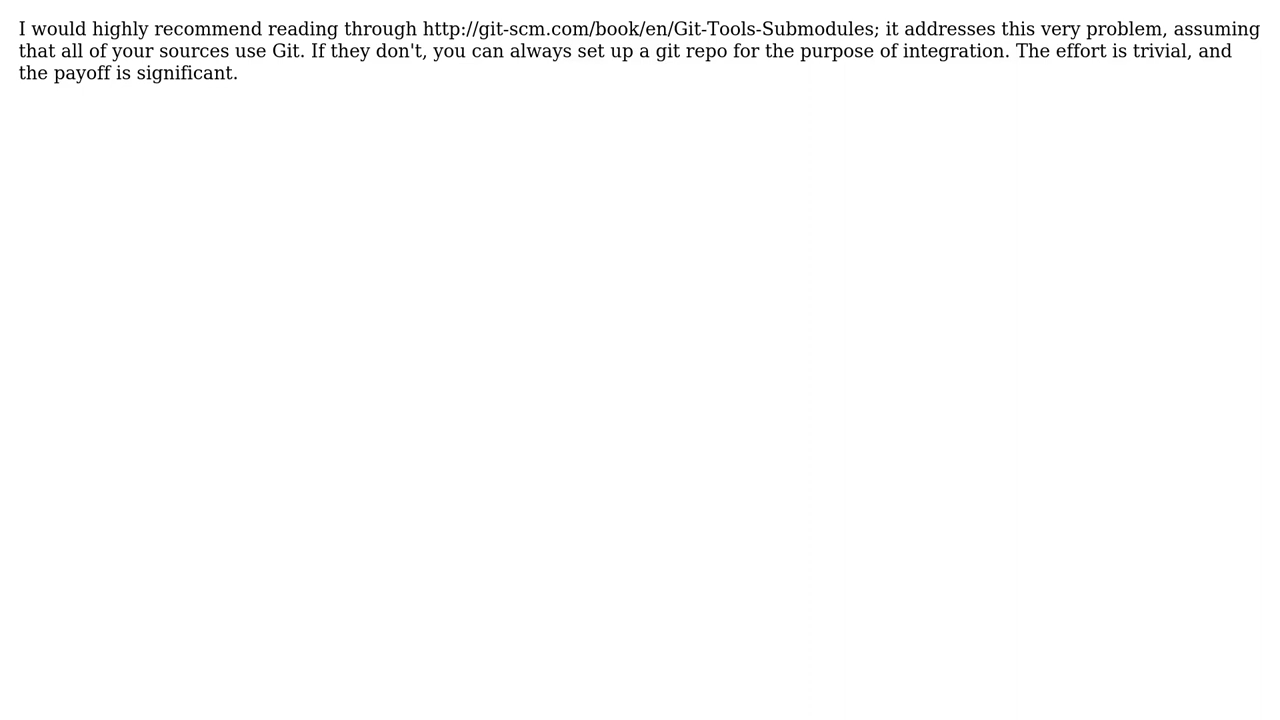 I would highly recommend reading through http://git-scm.com/book/en/Git-Tools-Submodules; it addresses this very problem, assuming
that all of your sources use Git. If they don't, you can always set up a git repo for the purpose of integration. The effort is trivial, and
the payoff is significant.